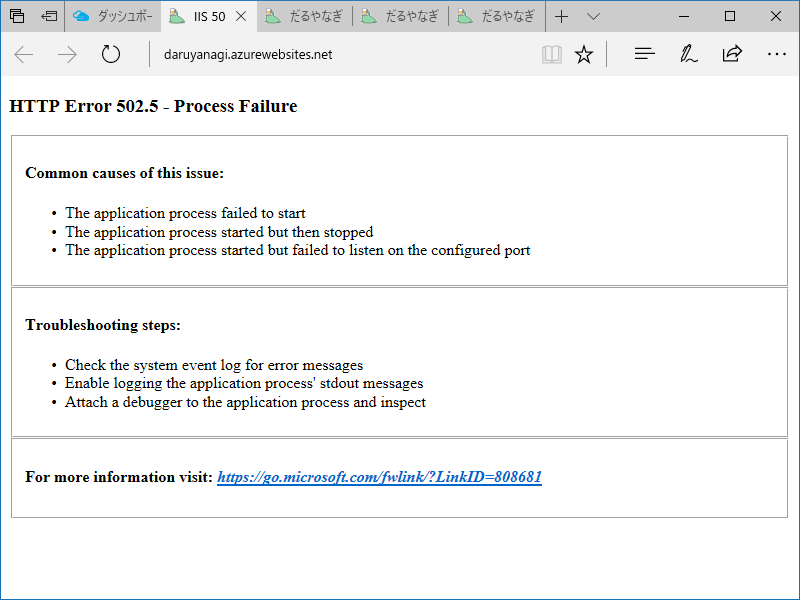 ダッシュボー
IIS 50
だるやなぎ
だるやなぎ
だるやなぎ
daruyanagi.azurewebsites.net
HTTP Error 502.5 - Process Failure
Common causes of this issue:
• The application process failed to start
• The application process started but then stopped
• The application process started but failed to listen on the configured port
Troubleshooting steps:
• Check the system event log for error messages
• Enable logging the application process' stdout messages
• Attach a debugger to the application process and inspect
For more information visit: https://go.microsoft.com/fwlink/?LinkID=808681